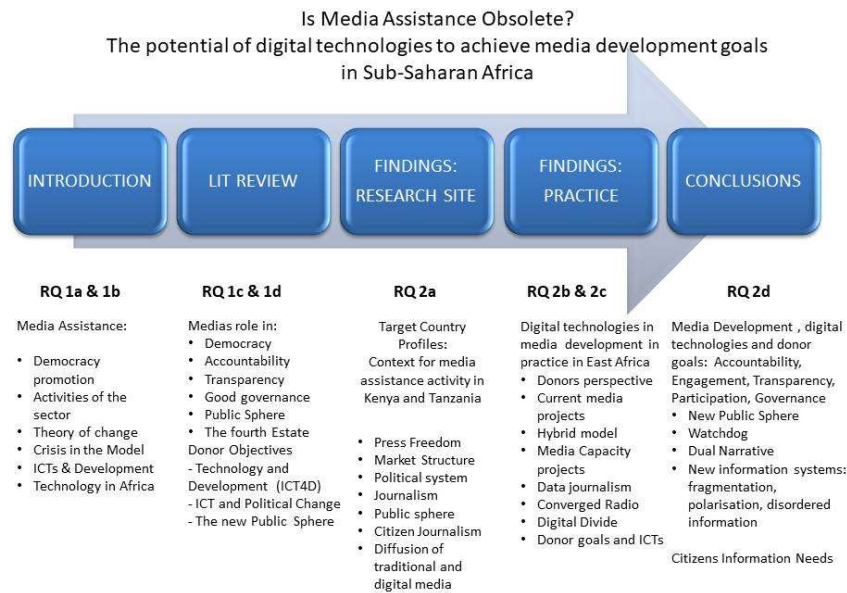 Is Media Assistance Obsolete?
The potential of digital technologies to achieve media development goals
in Sub-Saharan Africa
INTRODUCTION
LIT REVIEW
FINDINGS:
RESEARCH SITE
FINDINGS:
PRACTICE
CONCLUSIONS
RQ 1a & 1b
Media Assistance:
• Democracy
promotion
• Activities of the
sector
• Theory of change
• Crisis in the Model
• ICTs & Development
• Technology in Africa
RQ 1c & 1d
Medias role in:
• Democracy
• Accountability
• Transparency
• Good governance
• Public Sphere
• The fourth Estate
Donor Objectives
- Technology and
Development (ICT4D)
- ICT and Political Change
- The new Public Sphere
RQ 2a
Target Country
Profiles:
Context for media
assistance activity in
Kenya and Tanzania
• Press Freedom
• Market Structure
• Political system
• Journalism
• Public sphere
• Citizen Journalism
• Diffusion of
traditional and
digital media
RQ 2b & 2c
Digital technologies in
media development in
practice in East Africa
• Donors perspective
• Current media
projects
• Hybrid model
• Media Capacity
projects
• Data journalism
• Converged Radio
• Digital Divide
• Donor goals and ICTs
RQ 2d
Media Development , digital
technologies and donor
goals: Accountability,
Engagement, Transparency,
Participation, Governance
• New Public Sphere
• Watchdog
• Dual Narrative
• New information systems:
fragmentation,
polarisation, disordered
information
Citizens Information Needs